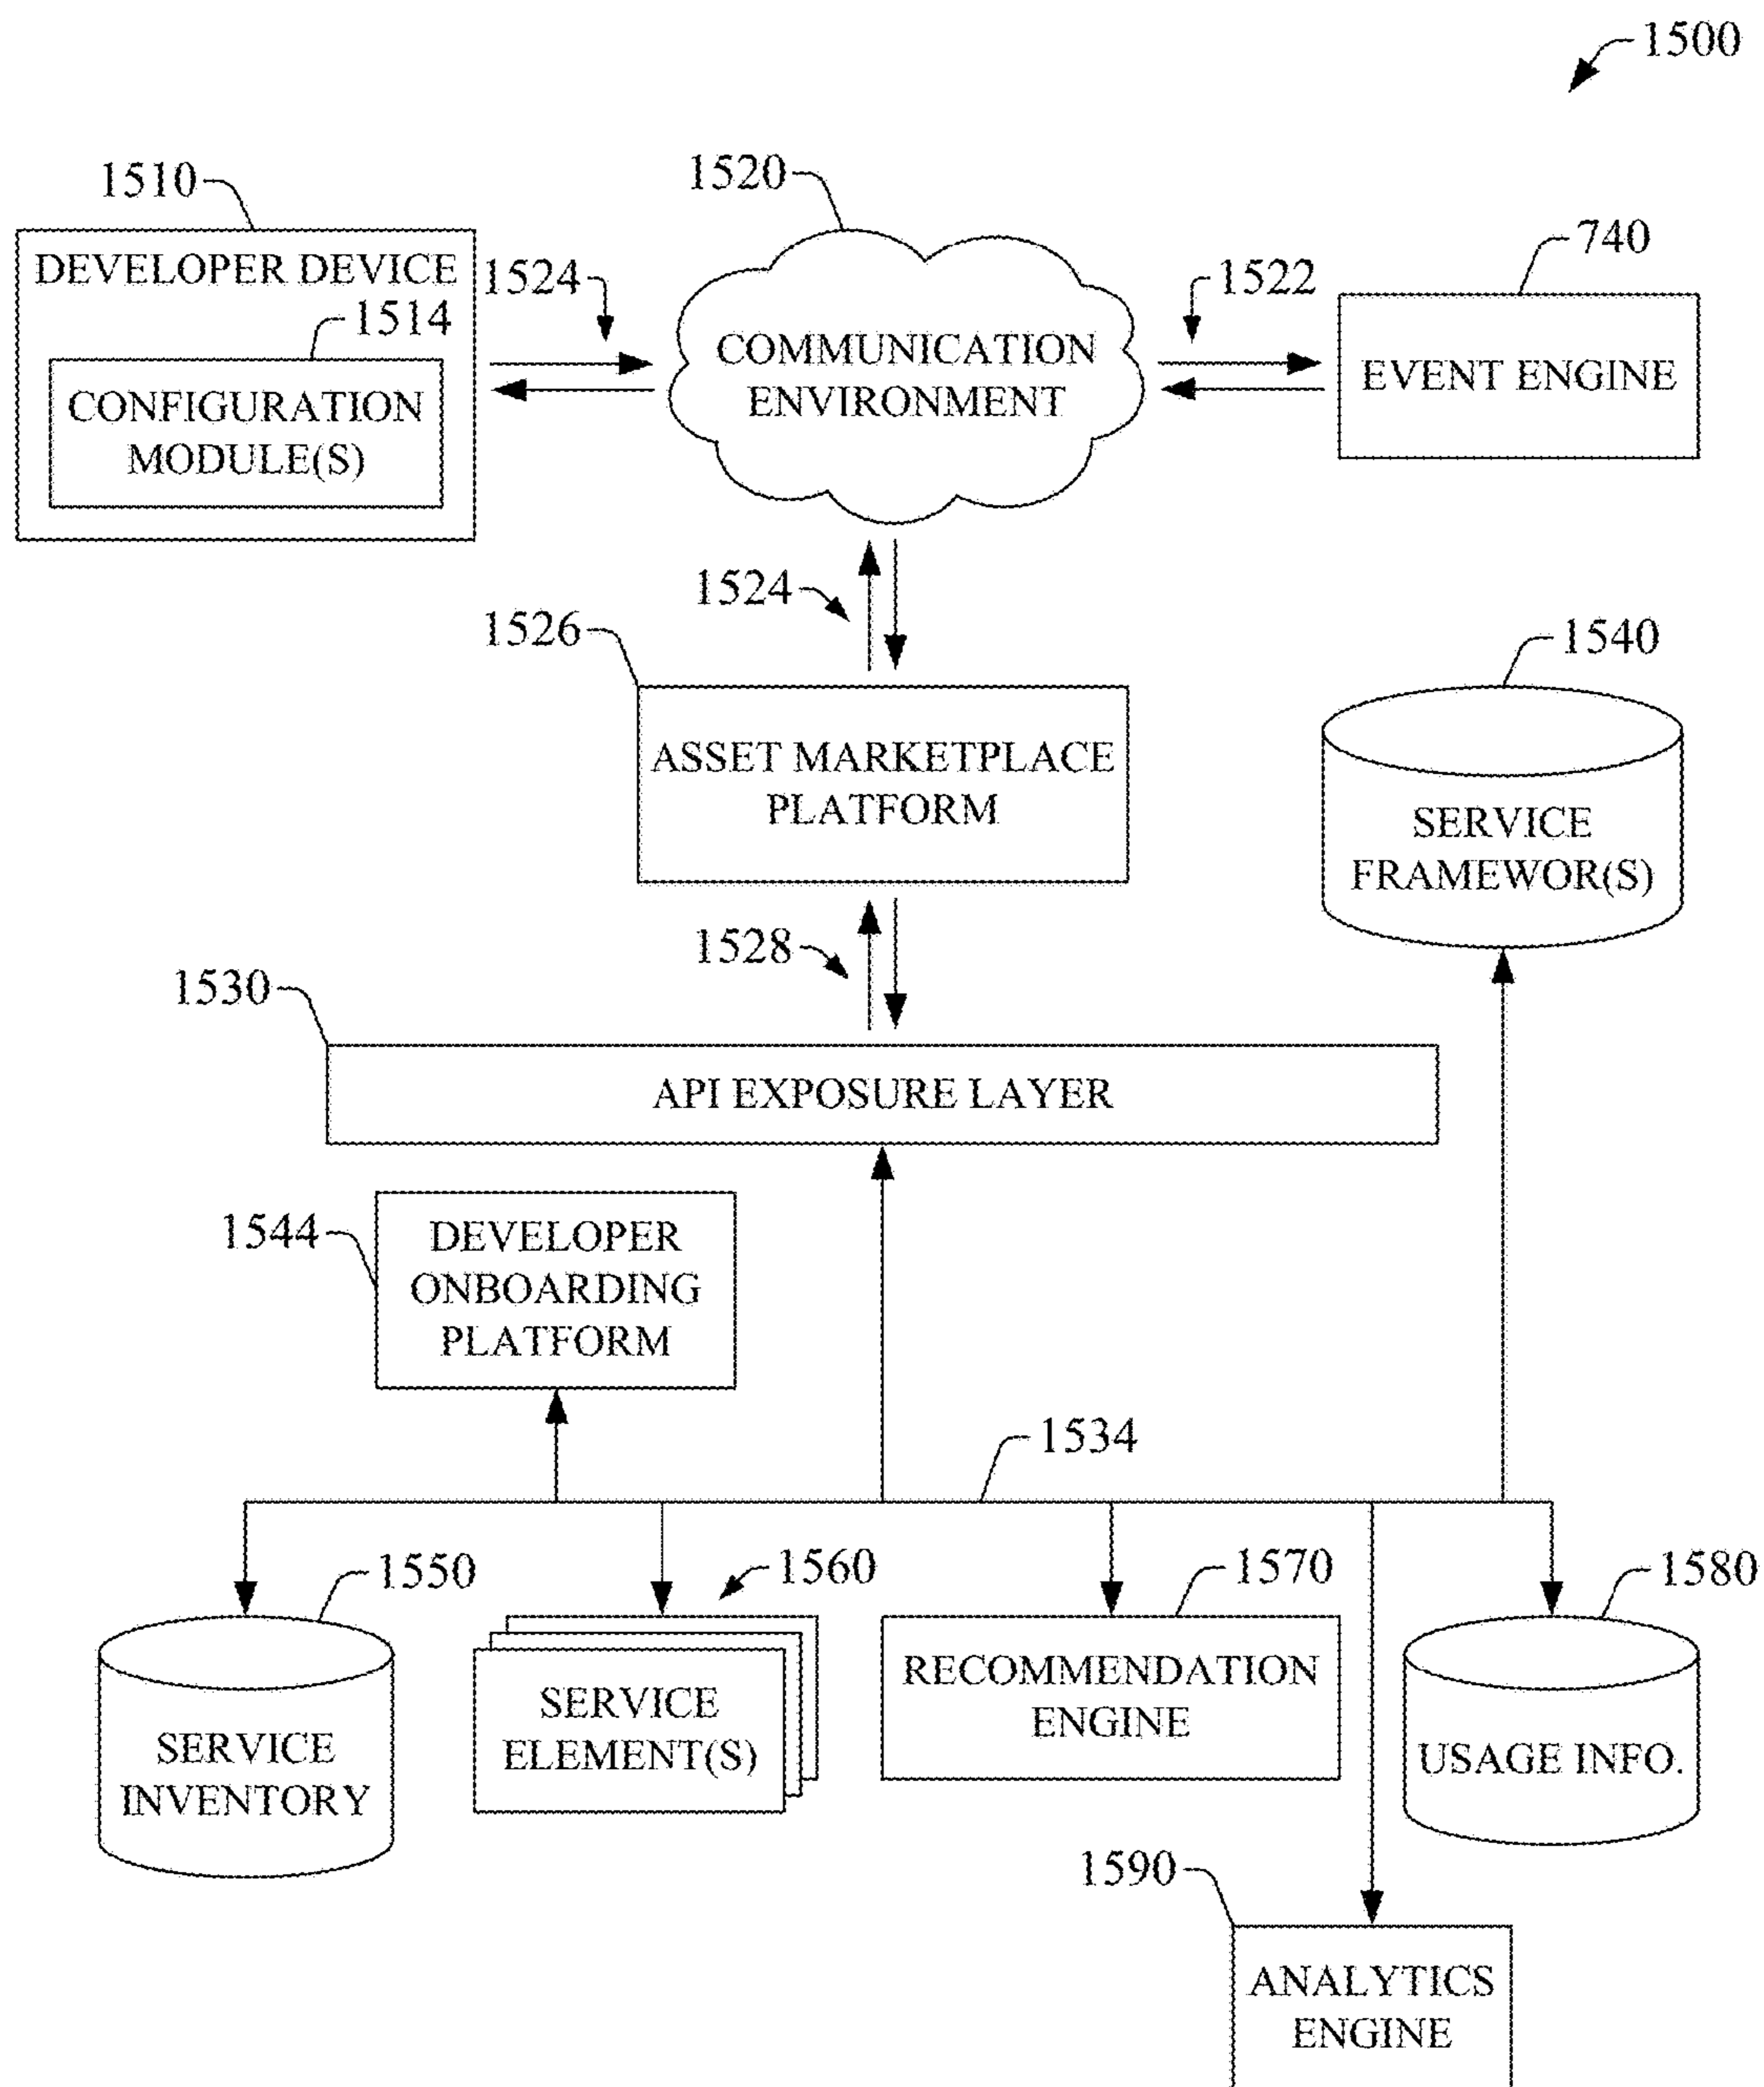 1500
1510
1520
740
DEVELOPER DEVICE
1524
1522
1514
COMMUNICATION
ENVIRONMENT
EVENT ENGINE
CONFIGURATION
MODULE(S)
1524
1526
1540
ASSET MARKETPLACE
PLATFORM
SERVICE
FRAMEWOR(S)
1528
1530
API EXPOSURE LAYER
1544
DEVELOPER
ONBOARDING
PLATFORM
1534
1550
1560
1570
1580
SERVICE
INVENTORY
SERVICE
ELEMENT(S)
RECOMMENDATION
ENGINE
USAGE INFO.
1590
ANALYTICS
ENGINE